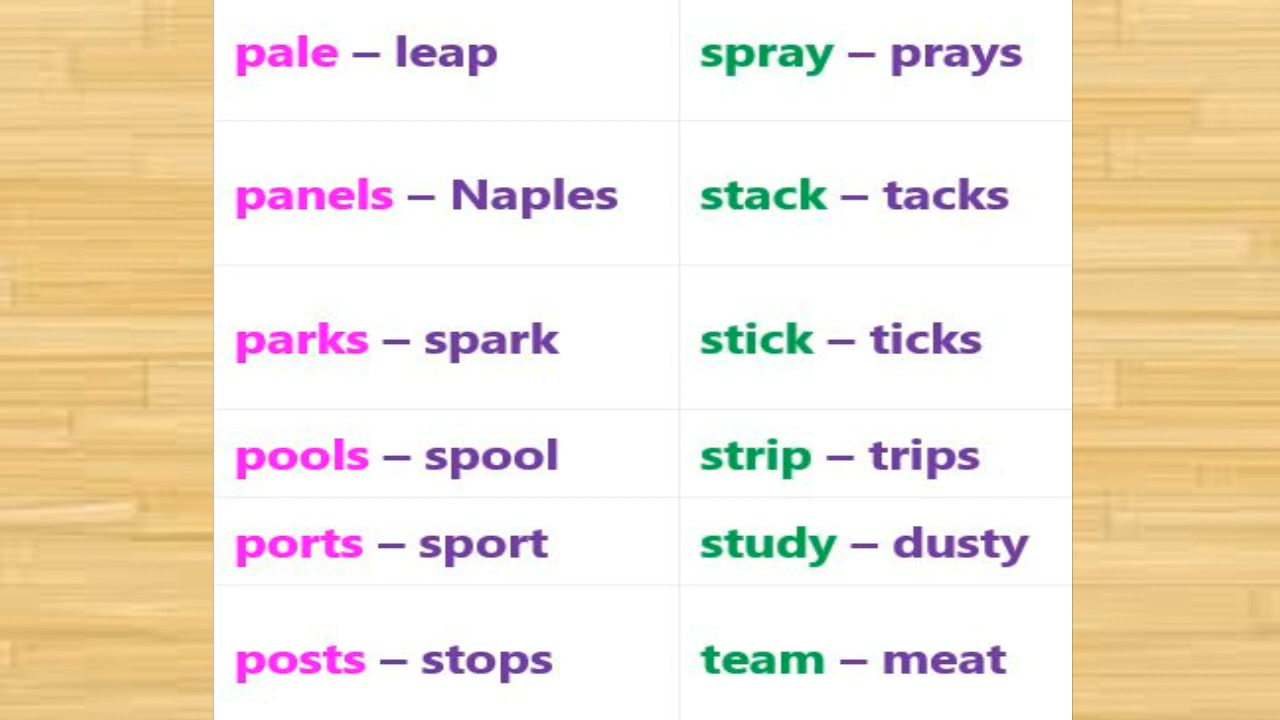 pale – leap
spray – prays
panels – Naples
stack – tacks
parks – spark
stick – ticks
pools – spool
strip – trips
ports – sport
study – dusty
posts – stops
team – meat